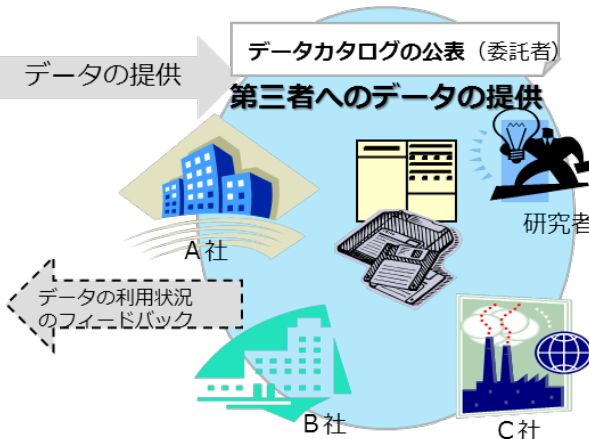 データカタログの公表（委託者）
データの提供
第三者へのデータの提供
研究者
A社
データの利用状況
のフィードバック
B社
C社